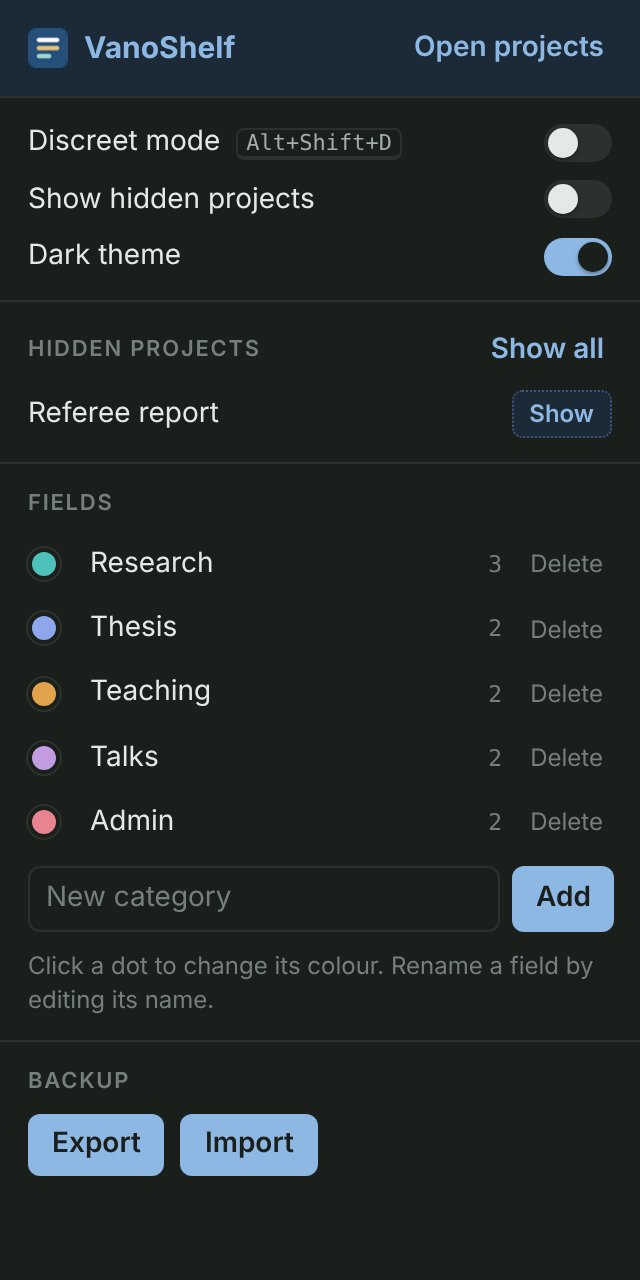 VanoShelf Open projects
Discreet mode Alt+Shift+D
Show hidden projects
Dark theme
HIDDEN PROJECTS Show all
Referee report Show
FIELDS
Research 3 Delete
Thesis 2 Delete
Teaching 2 Delete
Talks 2 Delete
Admin 2 Delete
New category Add
Click a dot to change its colour. Rename a field by
editing its name.
BACKUP
Export Import